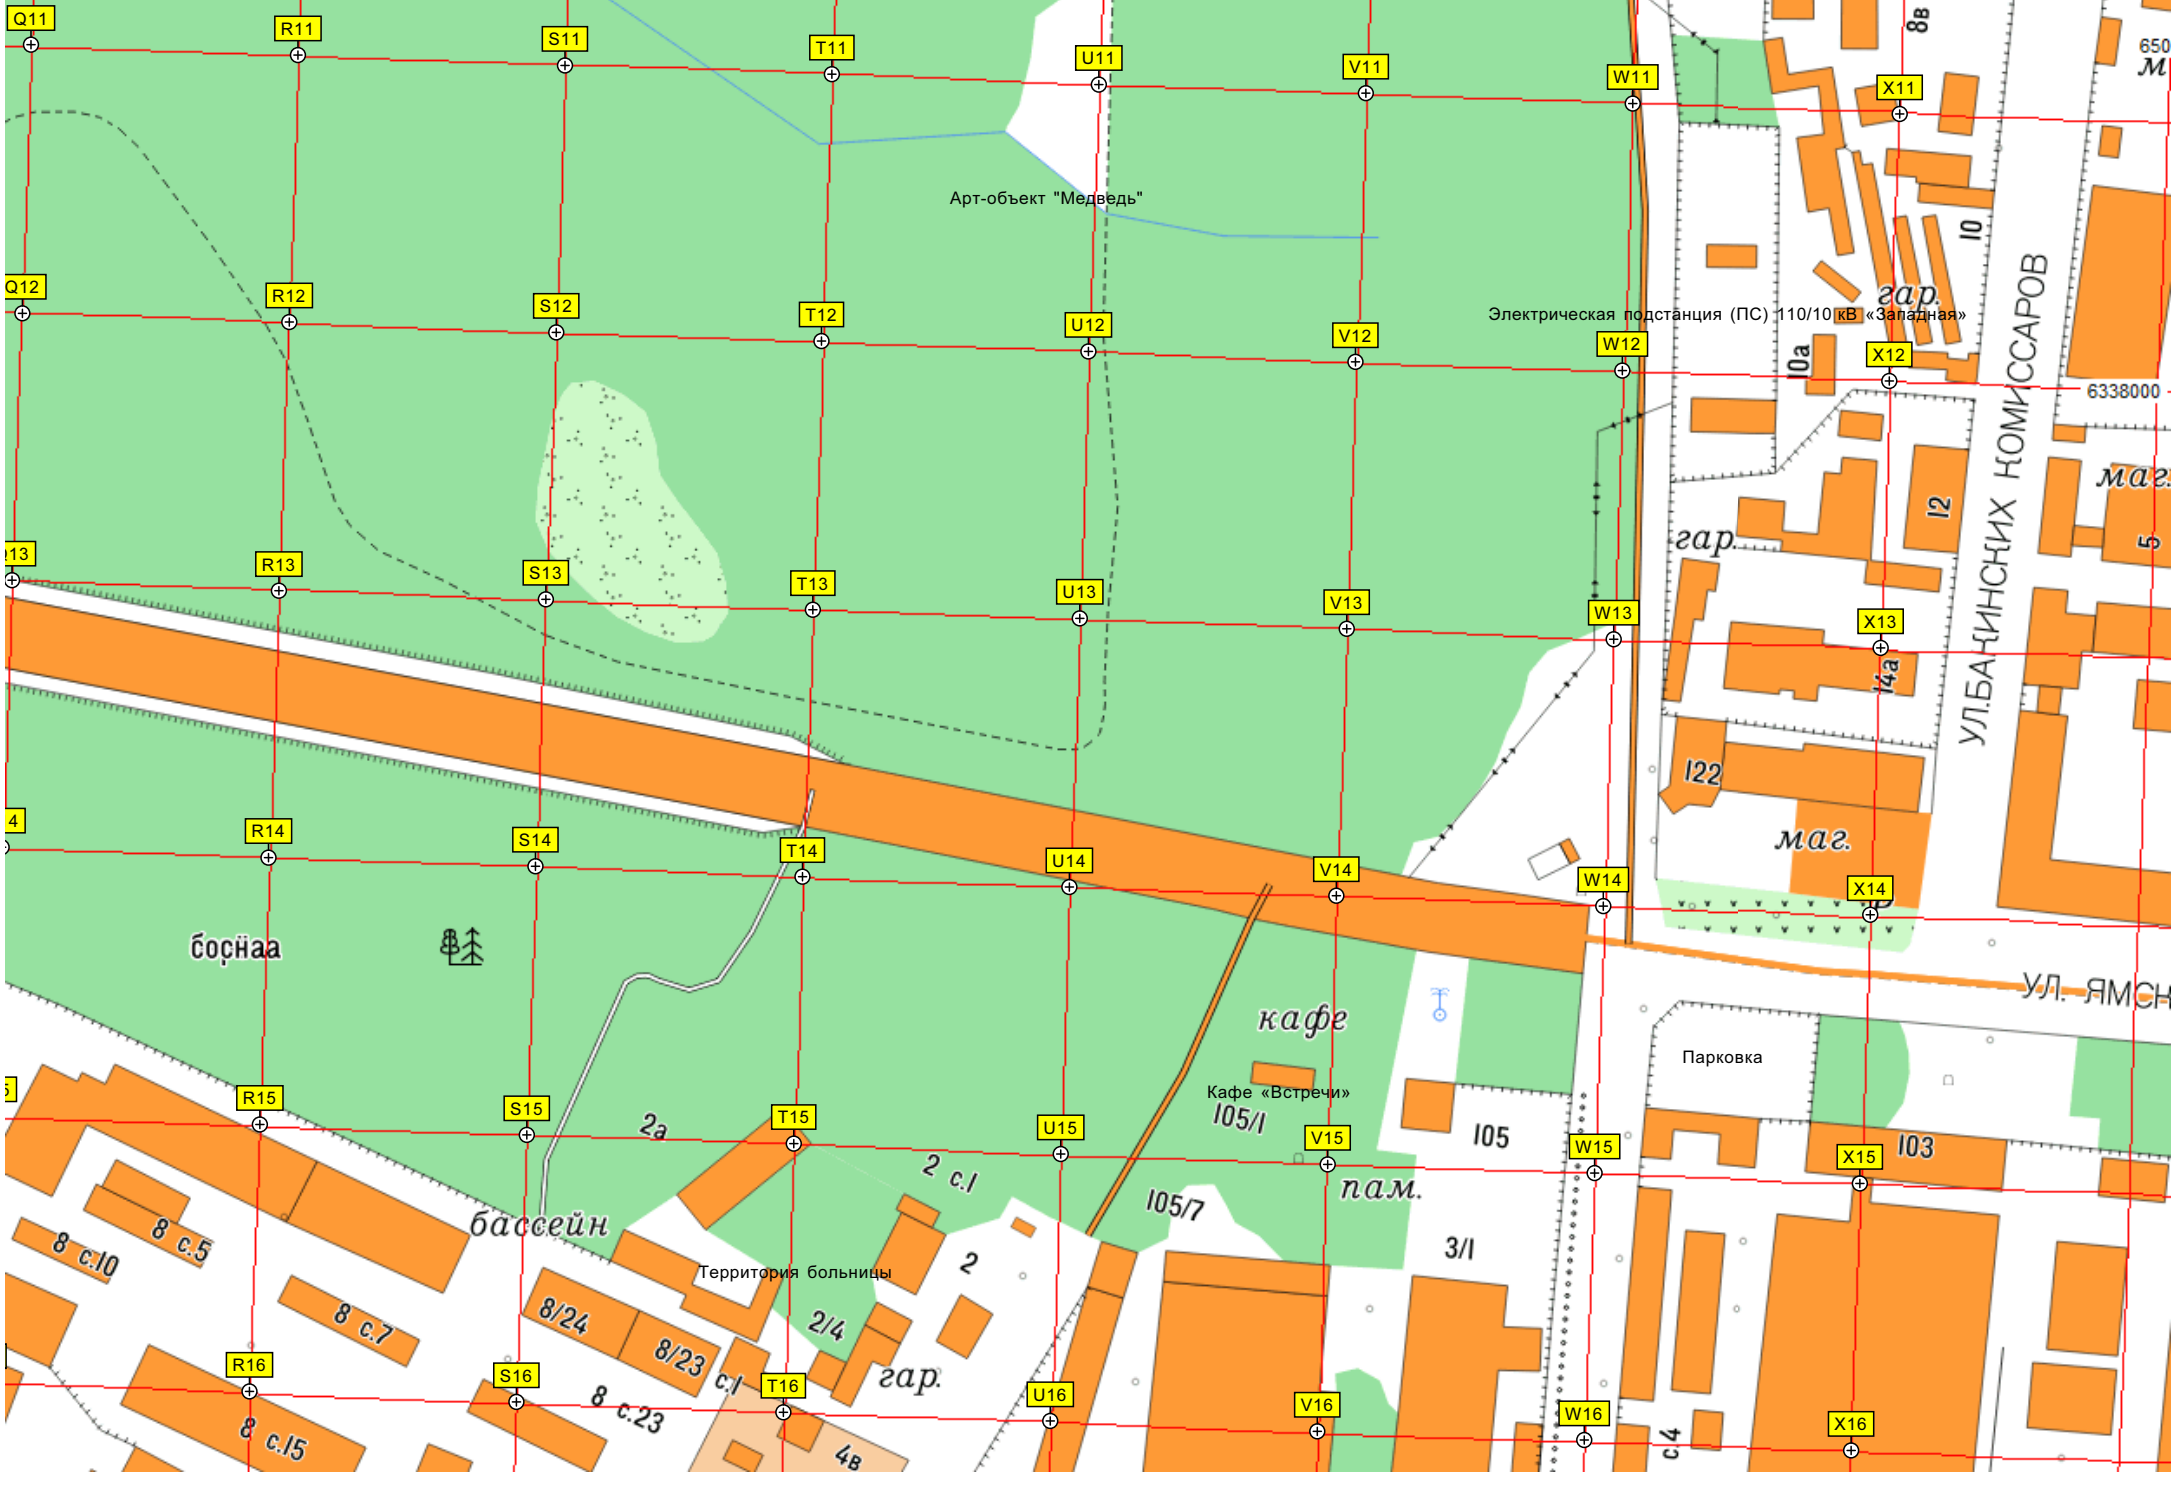 Q11
R11
S11
T11
U11
V11
W11
X11
8в
650
м
Арт-объект "Медведь"
10
Q12
R12
S12
T12
U12
V12
W12
X12
гар.
Электрическая подстанция (ПС) 110/10 кВ «Западная»
10а
6338000
УЛ.БАКИНСКИХ КОМИССАРОВ
маг.
12
5
гар.
13
R13
S13
T13
U13
V13
W13
X13
14а
122
маг.
4
R14
S14
T14
U14
V14
W14
X14
сосна
УЛ. ЯМСК
кафе
Парковка
Кафе «Встречи»
105/1
105
103
5
R15
S15
T15
U15
V15
W15
X15
2а
2 с.1
пам.
105/7
бассейн
8 с.10
8 с.5
2
3/1
Территория больницы
8 с.7
8/24
8/23
2/4
с.1
гар.
R16
S16
T16
U16
V16
W16
X16
8 с.15
8 с.23
4в
с.4